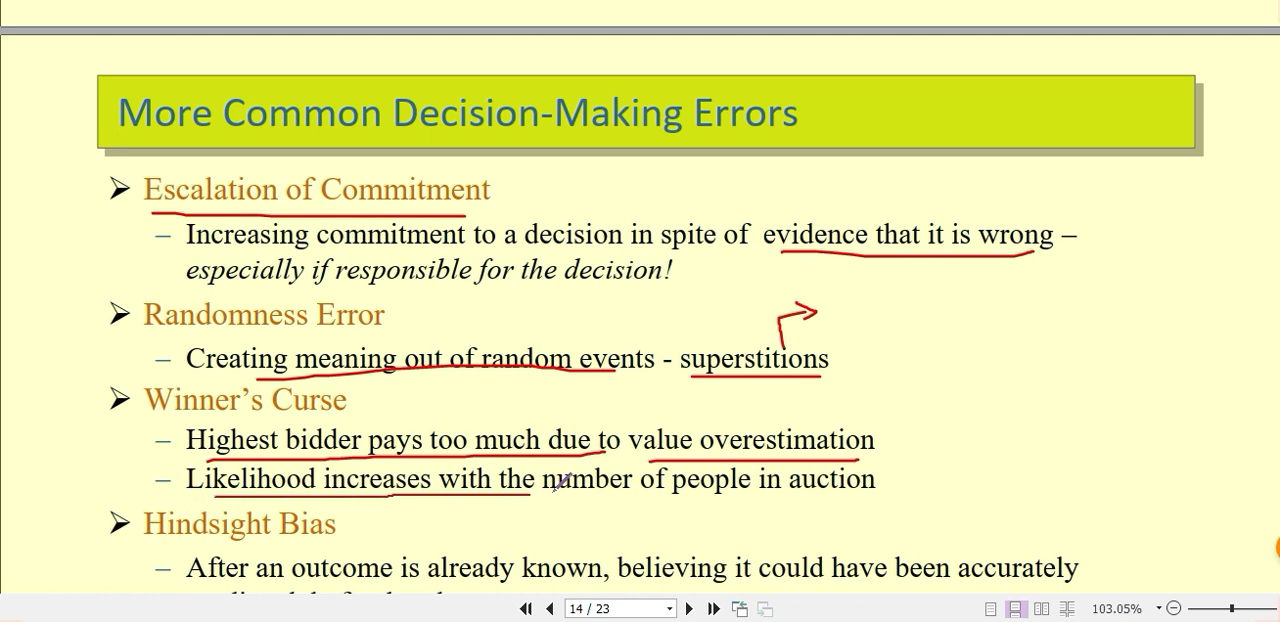 More Common Decision-Making Errors
➢ Escalation of Commitment
– Increasing commitment to a decision in spite of evidence that it is wrong –
especially if responsible for the decision!
➢ Randomness Error
– Creating meaning out of random events - superstitions
➢ Winner's Curse
– Highest bidder pays too much due to value overestimation
– Likelihood increases with the number of people in auction
➢ Hindsight Bias
– After an outcome is already known, believing it could have been accurately
14 / 23
103.05%